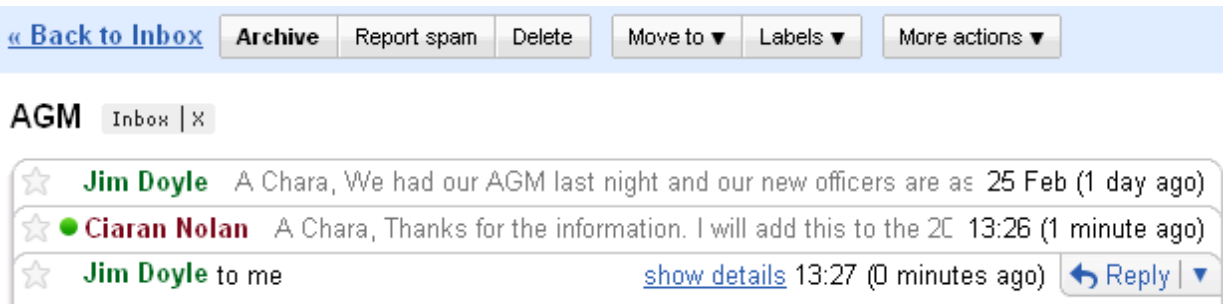 « Back to Inbox Archive Report spam Delete Move to ▼ Labels ▼ More actions ▼
AGM Inbox | X
Jim Doyle A Chara, We had our AGM last night and our new officers are as 25 Feb (1 day ago)
Ciaran Nolan A Chara, Thanks for the information. I will add this to the 13:26 (1 minute ago)
Jim Doyle to me show details 13:27 (0 minutes ago) Reply ▼